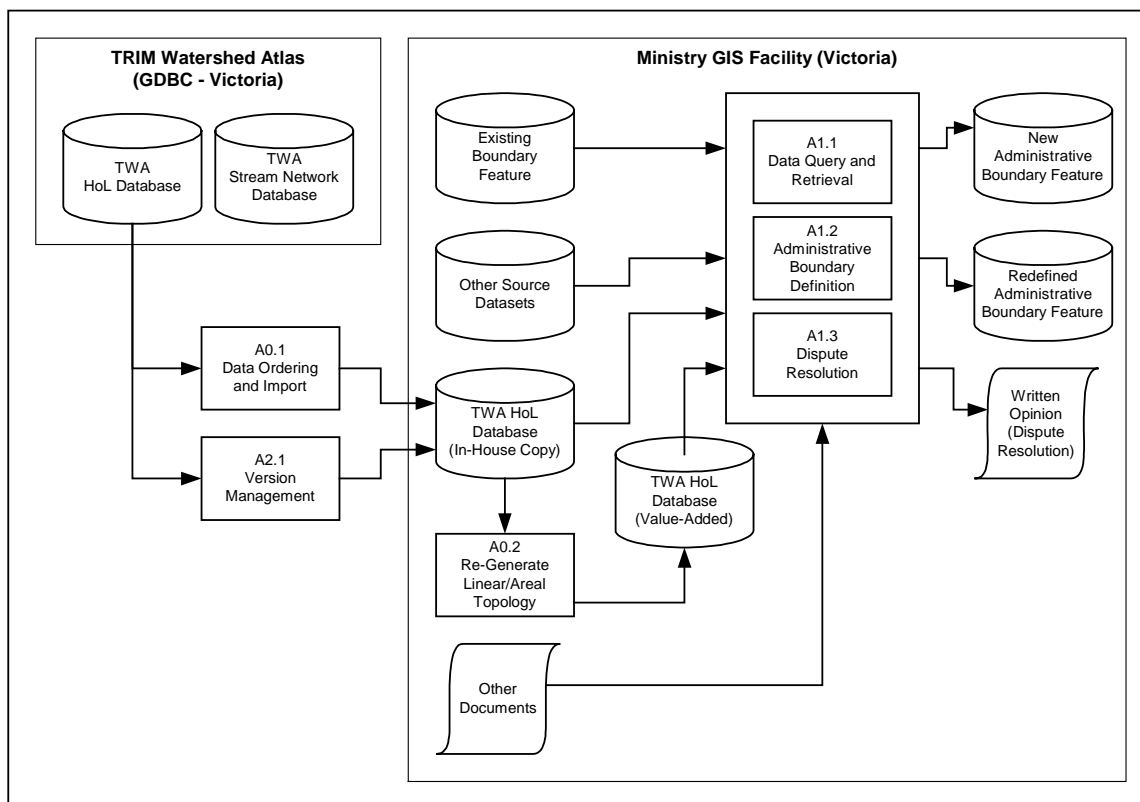 TRIM Watershed Atlas
(GDBC - Victoria)
TWA
HoL Database
TWA
Stream Network
Database
A0.1
Data Ordering
and Import
A2.1
Version
Management
Ministry GIS Facility (Victoria)
Existing
Boundary
Feature
Other Source
Datasets
TWA HoL
Database
(In-House Copy)
A0.2
Re-Generate
Linear/Areal
Topology
Other
Documents
TWA HoL
Database
(Value-Added)
A1.1
Data Query and
Retrieval
A1.2
Administrative
Boundary
Definition
A1.3
Dispute
Resolution
New
Administrative
Boundary Feature
Redefined
Administrative
Boundary Feature
Written
Opinion
(Dispute
Resolution)